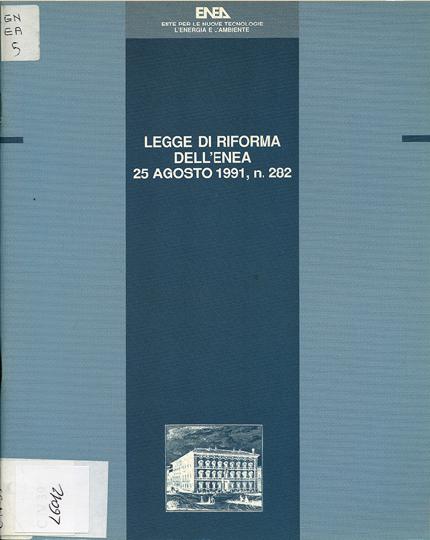 GN
EA
5
ENEA
ENTE PER LE NUOVE TECNOLOGIE
L'ENERGIA E L'AMBIENTE
LEGGE DI RIFORMA
DELL'ENEA
25 AGOSTO 1991, n. 282